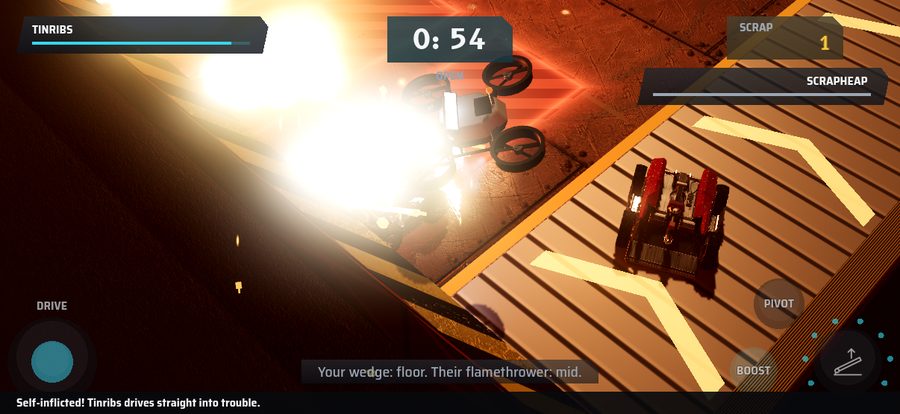 TINRIBS
0: 54
SCRAP
1
SCRAPHEAP
DRIVE
PIVOT
BOOST
Your wedge: floor. Their flamethrower: mid.
Self-inflicted! Tinribs drives straight into trouble.